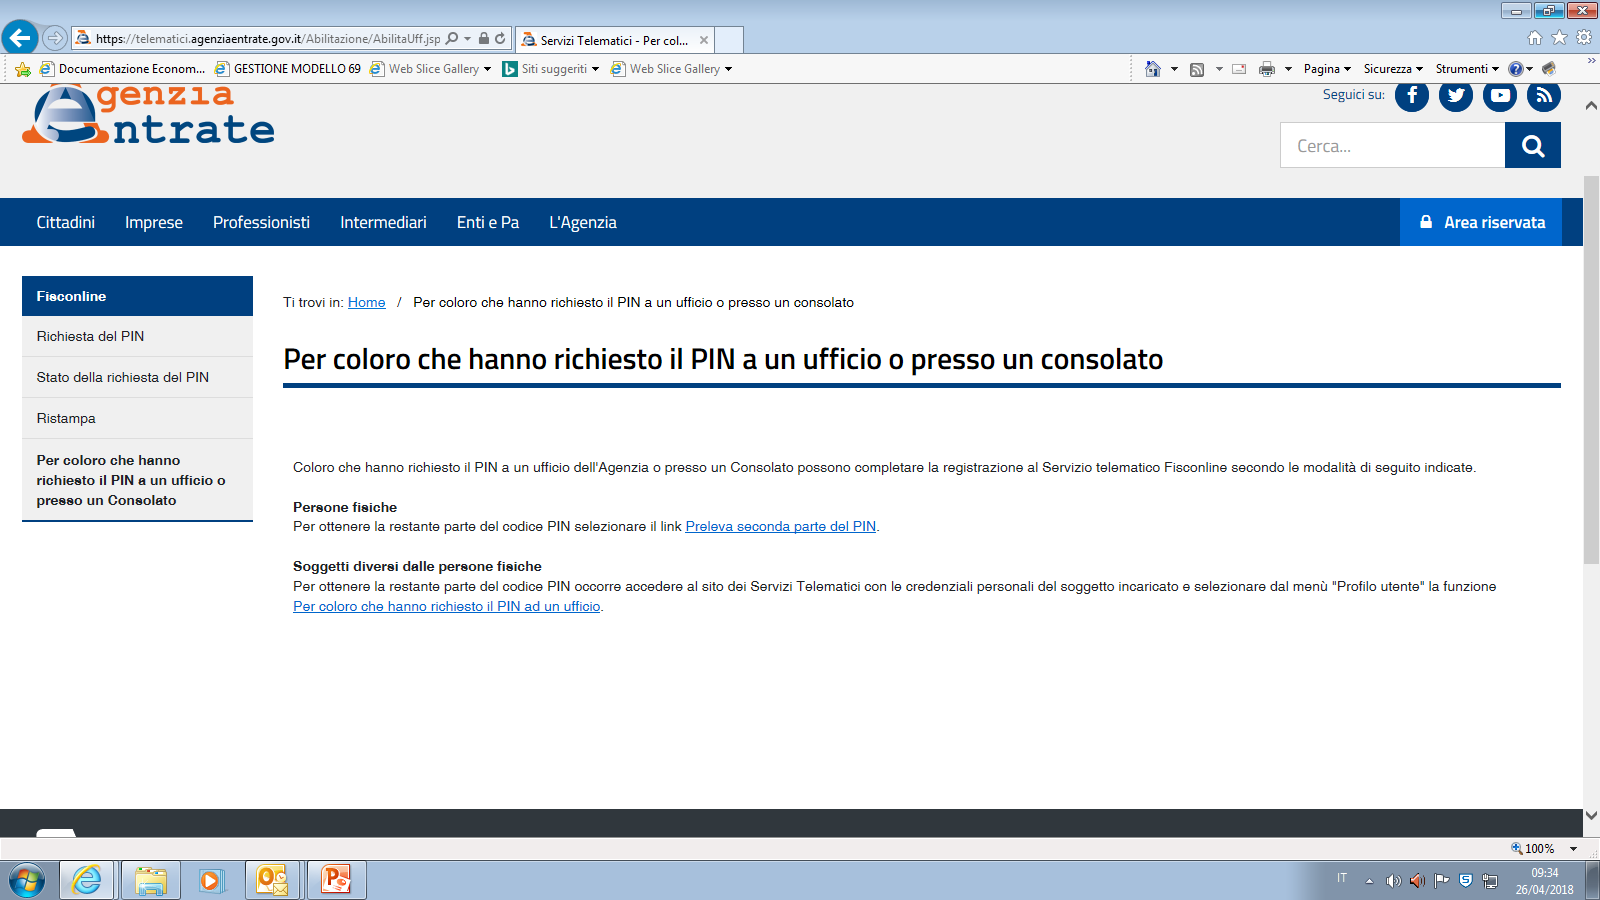 https://telematici.agenziaentrate.gov.it/Abilitazione/AbilitaUff.jsp
Servizi Telematici - Per col...
Documentazione Econom...
GESTIONE MODELLO 69
Web Slice Gallery
Siti suggeriti
Web Slice Gallery
Pagina
Sicurezza
Strumenti
genzia
ntrate
Seguici su:
Cerca...
Cittadini
Imprese
Professionisti
Intermediari
Enti e Pa
L'Agenzia
Area riservata
Fisconline
Richiesta del PIN
Stato della richiesta del PIN
Ristampa
Per coloro che hanno
richiesto il PIN a un ufficio o
presso un Consolato
Ti trovi in: Home / Per coloro che hanno richiesto il PIN a un ufficio o presso un consolato
Per coloro che hanno richiesto il PIN a un ufficio o presso un consolato
Coloro che hanno richiesto il PIN a un ufficio dell'Agenzia o presso un Consolato possono completare la registrazione al Servizio telematico Fisconline secondo le modalità di seguito indicate.
Persone fisiche
Per ottenere la restante parte del codice PIN selezionare il link Preleva seconda parte del PIN.
Soggetti diversi dalle persone fisiche
Per ottenere la restante parte del codice PIN occorre accedere al sito dei Servizi Telematici con le credenziali personali del soggetto incaricato e selezionare dal menù "Profilo utente" la funzione
Per coloro che hanno richiesto il PIN ad un ufficio.
100%
IT
09:34
26/04/2018